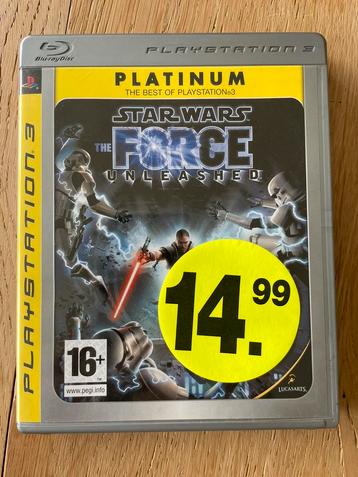 Blu-ray Disc
PLAYSTATION 3
PLATINUM
THE BEST OF PLAYSTATION®3
STAR WARS
THE FORCE
UNLEASHED
PLAYSTATION 3
14.99
16+
www.pegi.info
LUCASARTS